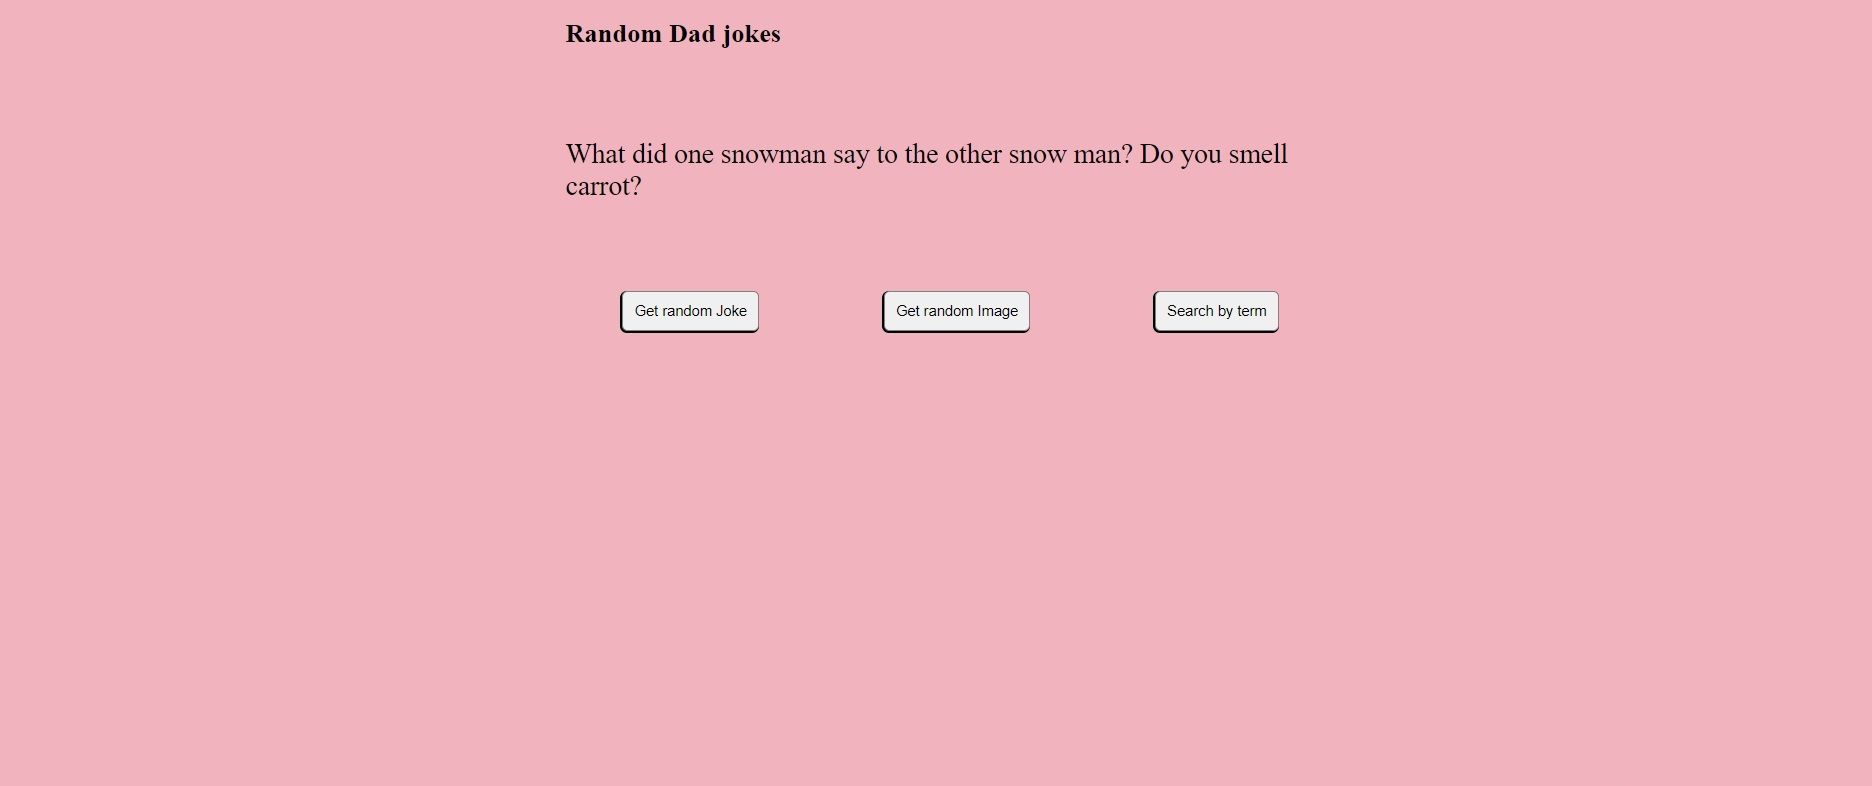 Random Dad jokes
What did one snowman say to the other snow man? Do you smell
carrot?
Get random Joke
Get random Image
Search by term